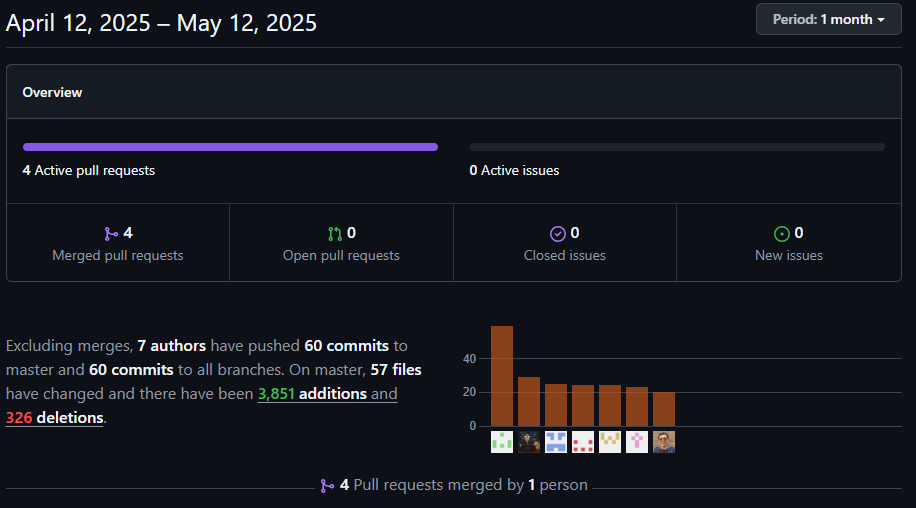 April 12, 2025 – May 12, 2025
Period: 1 month
Overview
4 Active pull requests
0 Active issues
4
Merged pull requests
0
Open pull requests
0
Closed issues
0
New issues
Excluding merges, 7 authors have pushed 60 commits to
master and 60 commits to all branches. On master, 57 files
have changed and there have been 3,851 additions and
326 deletions.
40
20
0
4 Pull requests merged by 1 person